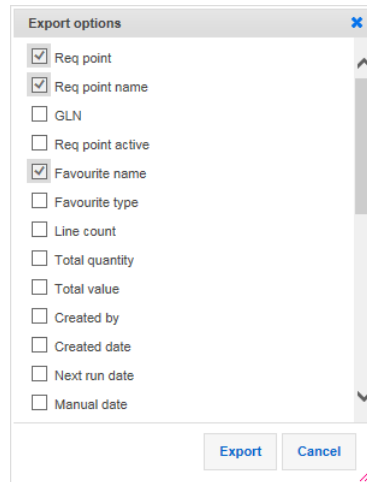 Export options
Req point
Req point name
GLN
Req point active
Favourite name
Favourite type
Line count
Total quantity
Total value
Created by
Created date
Next run date
Manual date
Export Cancel